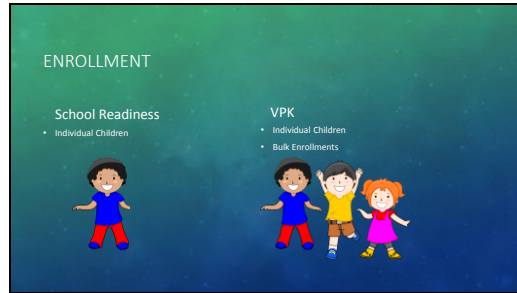 ENROLLMENT
School Readiness
• Individual Children
VPK
• Individual Children
• Bulk Enrollments